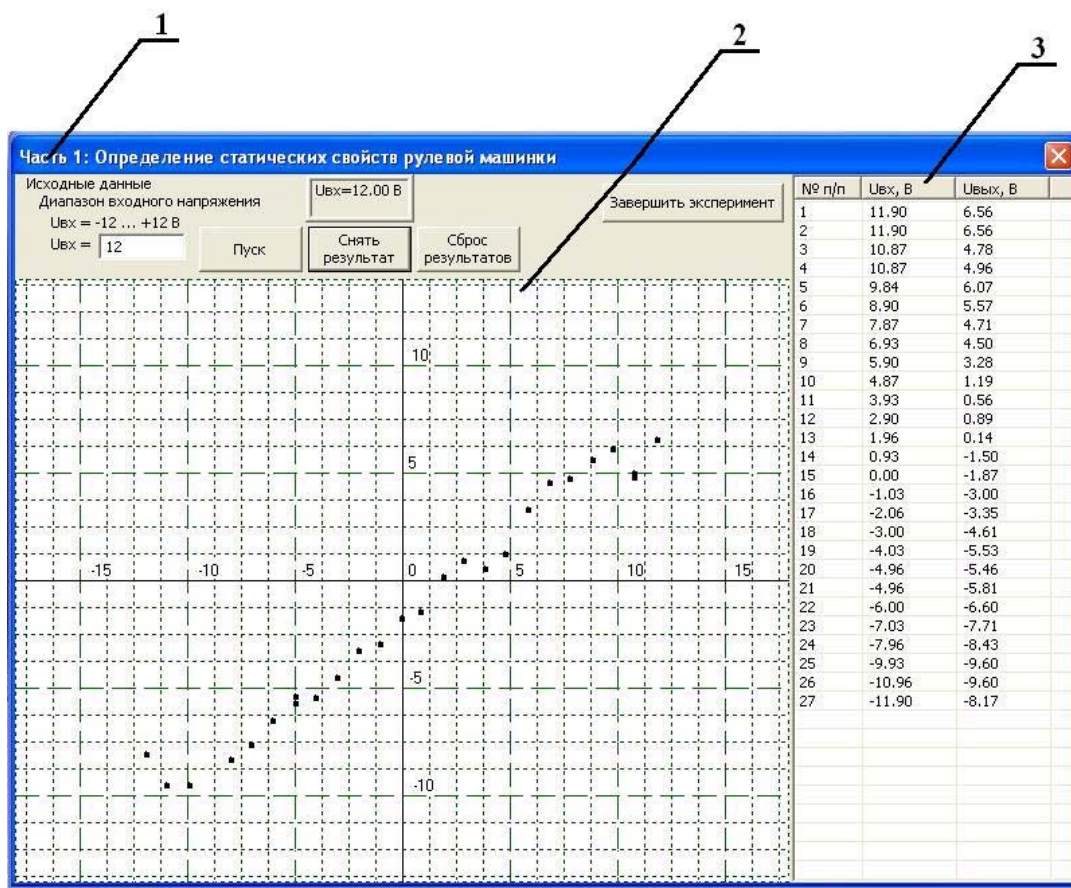 1
2
3
Часть 1: Определение статических свойств рулевой машинки
Исходные данные
Диапазон входного напряжения
Uвх = -12 ... +12 В
Uвх = 12
Uвх=12.00 В
Пуск
Снять результат
Сброс результатов
Завершить эксперимент
10
5
-15 -10 -5 0 5 10 15
-5
-10
№ п/п Uвх, В Uвых, В
1 11.90 6.56
2 11.90 6.56
3 10.87 4.78
4 10.87 4.96
5 9.84 6.07
6 8.90 5.57
7 7.87 4.71
8 6.93 4.50
9 5.90 3.28
10 4.87 1.19
11 3.93 0.56
12 2.90 0.89
13 1.96 0.14
14 0.93 -1.50
15 0.00 -1.87
16 -1.03 -3.00
17 -2.06 -3.35
18 -3.00 -4.61
19 -4.03 -5.53
20 -4.96 -5.46
21 -4.96 -5.81
22 -6.00 -6.60
23 -7.03 -7.71
24 -7.96 -8.43
25 -9.93 -9.60
26 -10.96 -9.60
27 -11.90 -8.17